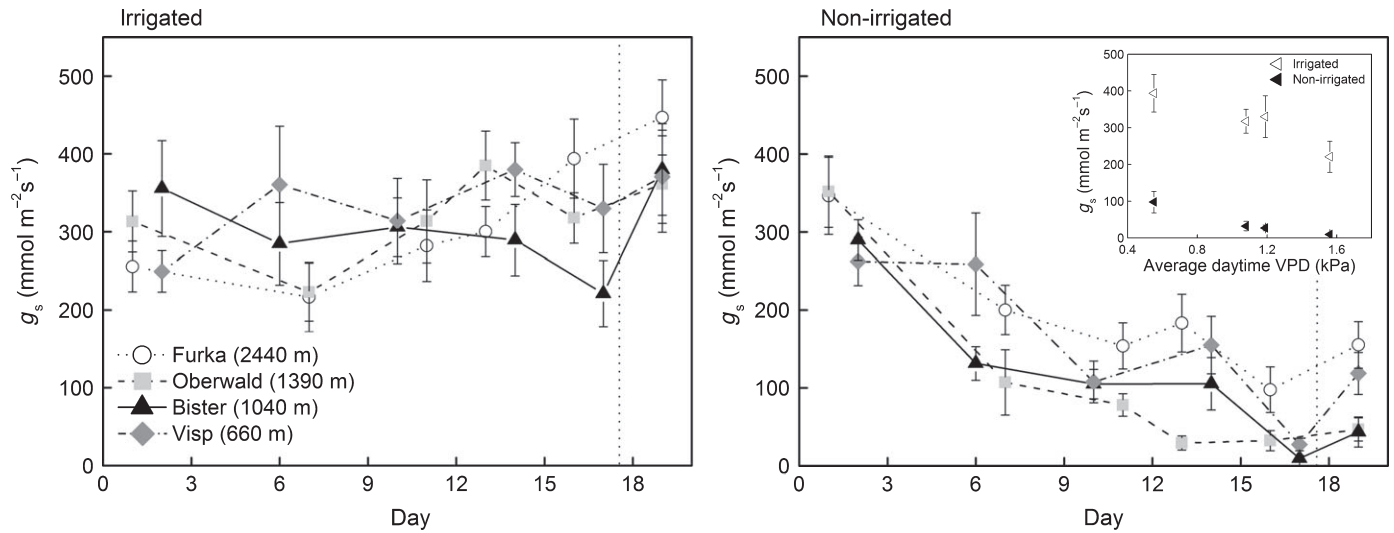 Irrigated
500
400
300
200
100
0
g_s (mmol m−2s−1)
Furka (2440 m)
Oberwald (1390 m)
Bister (1040 m)
Visp (660 m)
0 3 6 9 12 15 18
Day
Non-irrigated
500
400
300
200
100
0
g_s (mmol m−2s−1)
0 3 6 9 12 15 18
Day
500
400
300
200
100
0
g_s (mmol m−2s−1)
Irrigated
Non-irrigated
0.4 0.8 1.2 1.6
Average daytime VPD (kPa)